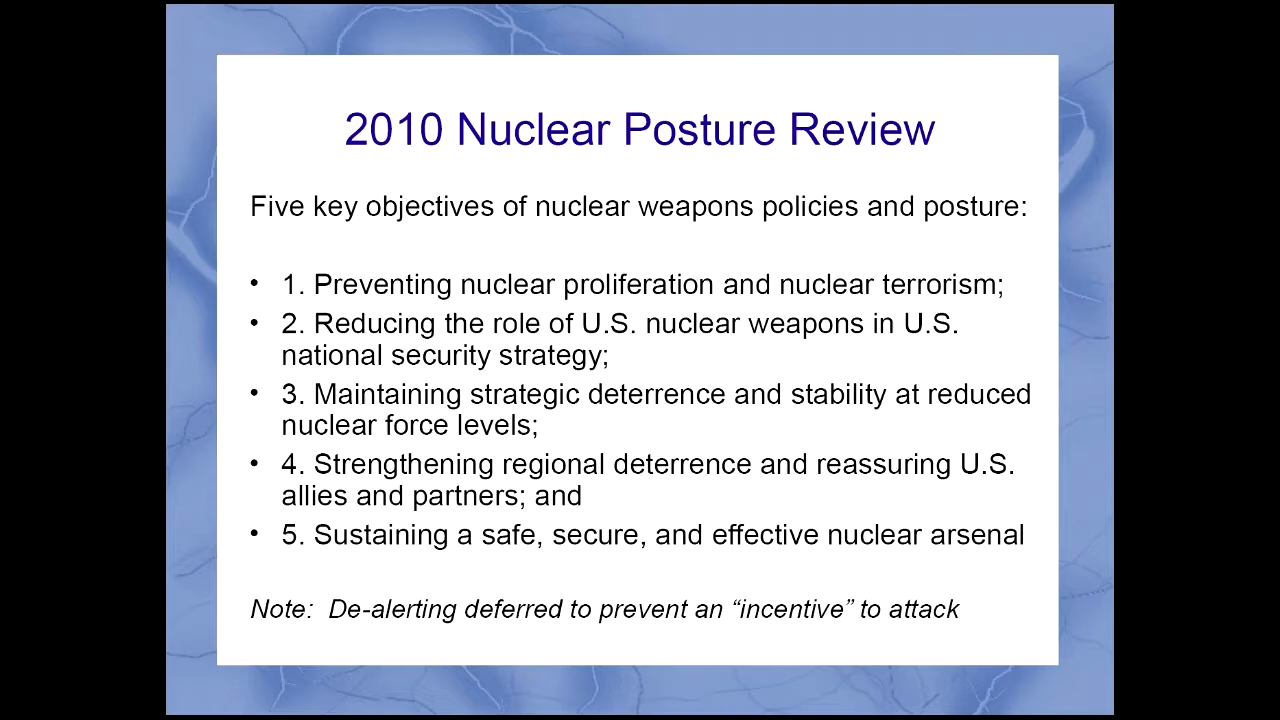 2010 Nuclear Posture Review
Five key objectives of nuclear weapons policies and posture:
• 1. Preventing nuclear proliferation and nuclear terrorism;
• 2. Reducing the role of U.S. nuclear weapons in U.S.
national security strategy;
• 3. Maintaining strategic deterrence and stability at reduced
nuclear force levels;
• 4. Strengthening regional deterrence and reassuring U.S.
allies and partners; and
• 5. Sustaining a safe, secure, and effective nuclear arsenal
Note:  De-alerting deferred to prevent an “incentive” to attack